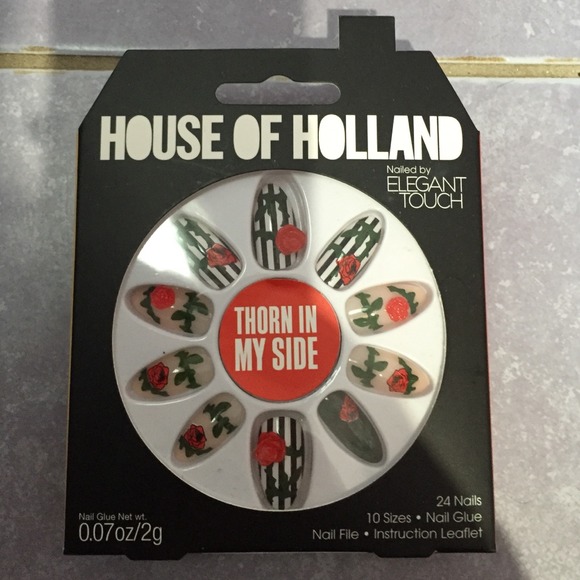 HOUSE OF HOLLAND
Nailed by
ELEGANT
TOUCH
THORN IN
MY SIDE
Nail Glue Net wt.
0.07oz/2g
24 Nails
10 Sizes • Nail Glue
Nail File • Instruction Leaflet